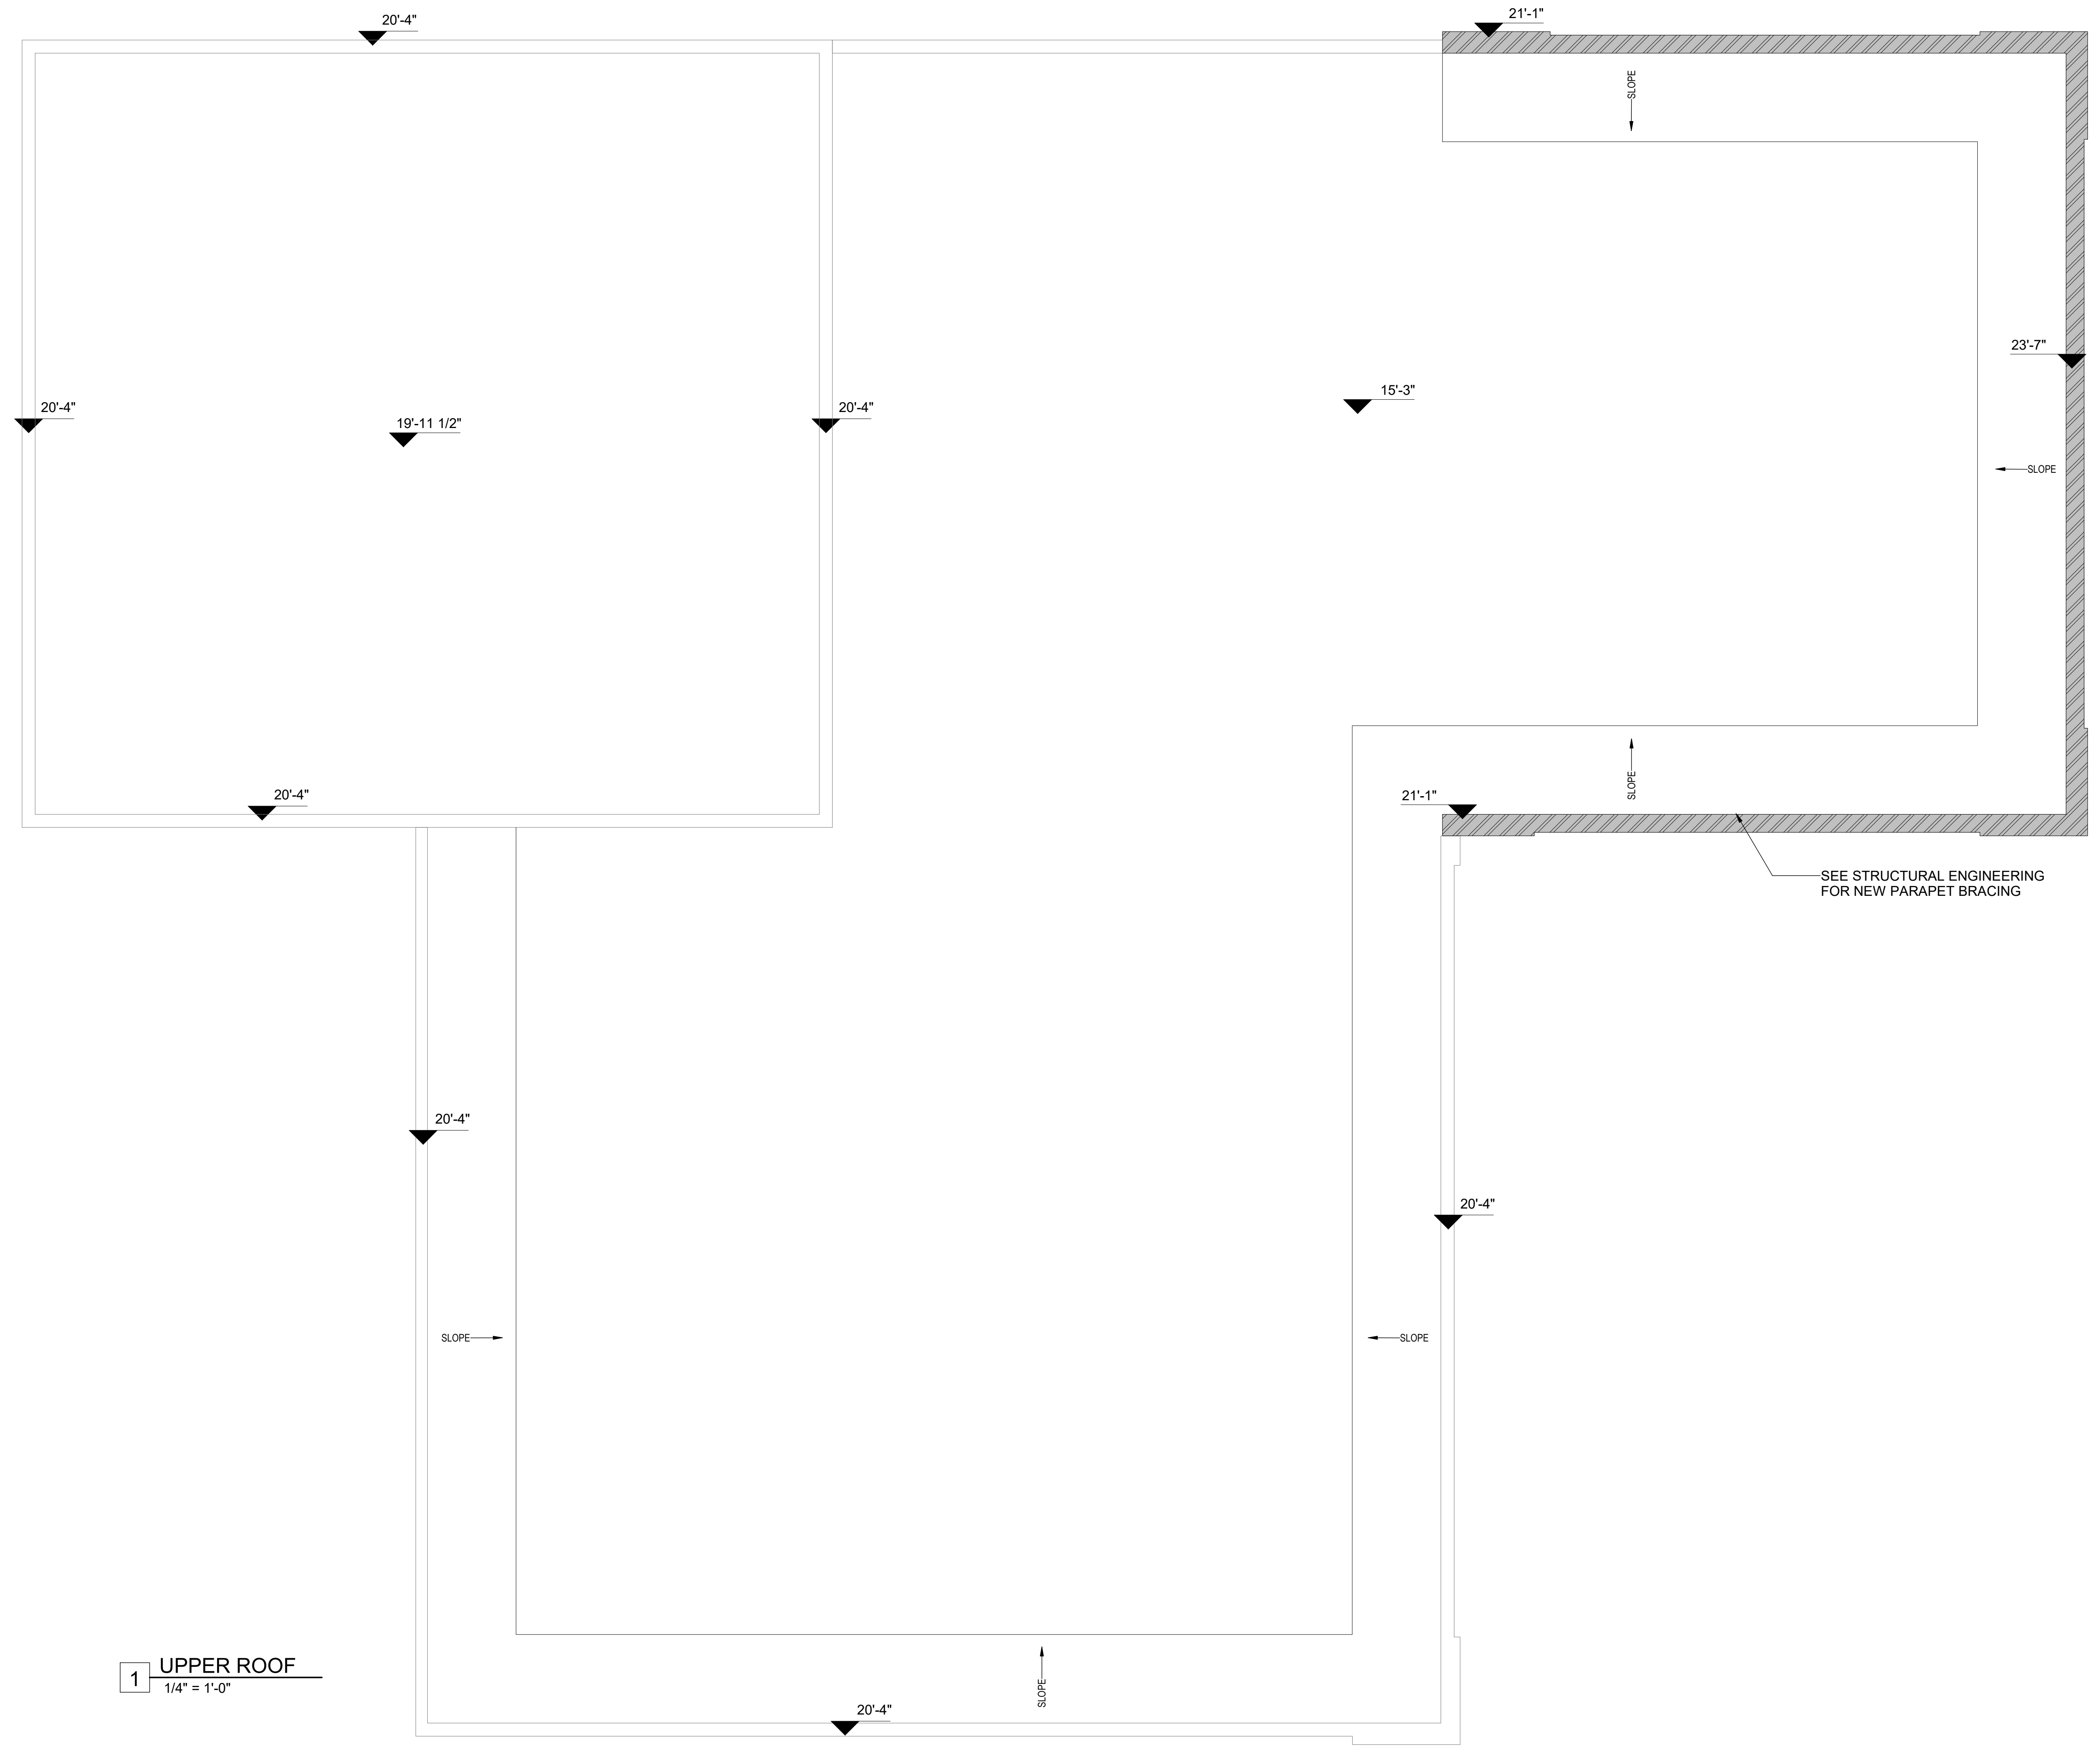 20'-4"
21'-1"
SLOPE
23'-7"
15'-3"
20'-4"
19'-11 1/2"
20'-4"
SLOPE
20'-4"
SLOPE
21'-1"
SEE STRUCTURAL ENGINEERING
FOR NEW PARAPET BRACING
20'-4"
20'-4"
SLOPE
SLOPE
SLOPE
20'-4"
1
UPPER ROOF
1/4" = 1'-0"